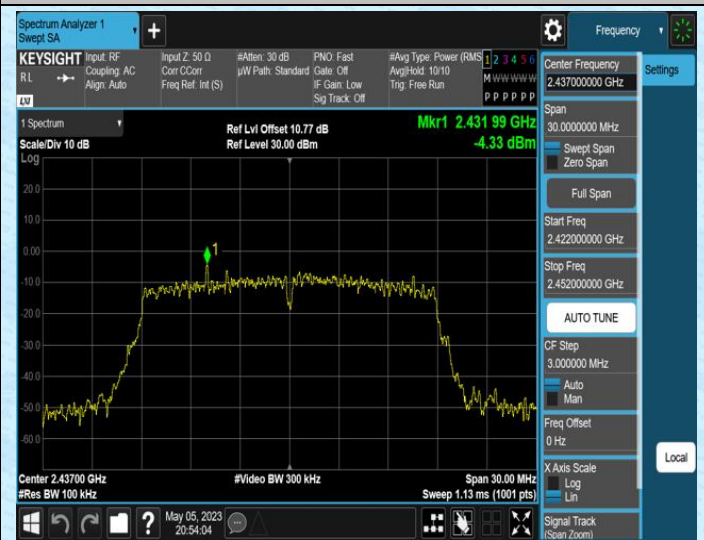 Spectrum Analyzer 1
Swept SA
+
Frequency
KEYSIGHT
R L
LXI
Input: RF
Coupling: AC
Align: Auto
Input Z: 50 Ω
Corr CCorr
Freq Ref: Int (S)
#Atten: 30 dB
µW Path: Standard
PNO: Fast
Gate: Off
IF Gain: Low
Sig Track: Off
#Avg Type: Power (RMS
Avg|Hold: 10/10
Trig: Free Run
1 2 3 4 5 6
M W W W W W
P P P P P P
Center Frequency
2.437000000 GHz
Settings
Span
30.0000000 MHz
Swept Span
Zero Span
Full Span
Start Freq
2.422000000 GHz
Stop Freq
2.452000000 GHz
AUTO TUNE
CF Step
3.000000 MHz
Auto
Man
Freq Offset
0 Hz
X Axis Scale
Log
Lin
Signal Track
(Span Zoom)
Local
1 Spectrum
Scale/Div 10 dB
Log
Ref Lvl Offset 10.77 dB
Ref Level 30.00 dBm
Mkr1 2.431 99 GHz
-4.33 dBm
20.0
10.0
0.00
-10.0
-20.0
-30.0
-40.0
-50.0
-60.0
1
Center 2.43700 GHz
#Res BW 100 kHz
#Video BW 300 kHz
Span 30.00 MHz
Sweep 1.13 ms (1001 pts)
?
May 05, 2023
20:54:04